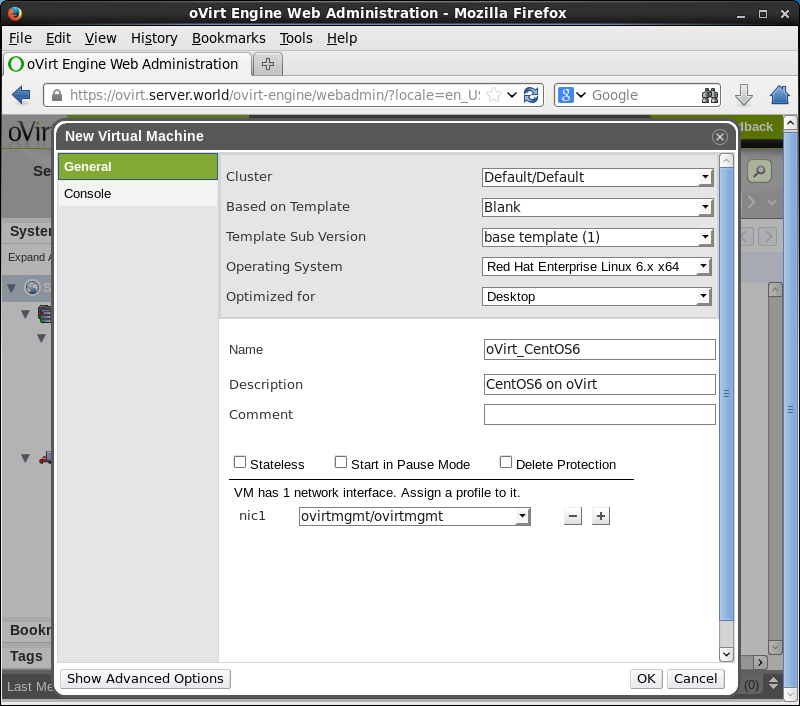 oVirt Engine Web Administration - Mozilla Firefox
File Edit View History Bookmarks Tools Help
oVirt Engine Web Administration
https://ovirt.server.world/ovirt-engine/webadmin/?locale=en_US
Google
oVirt
dback
New Virtual Machine
General
Console
Cluster Default/Default
Based on Template Blank
Template Sub Version base template (1)
Operating System Red Hat Enterprise Linux 6.x x64
Optimized for Desktop
Name oVirt_CentOS6
Description CentOS6 on oVirt
Comment
Stateless Start in Pause Mode Delete Protection
VM has 1 network interface. Assign a profile to it.
nic1 ovirtmgmt/ovirtmgmt
Se
Syster
Expand A
S
Bookr
Tags
Last Me
(0)
Show Advanced Options OK Cancel